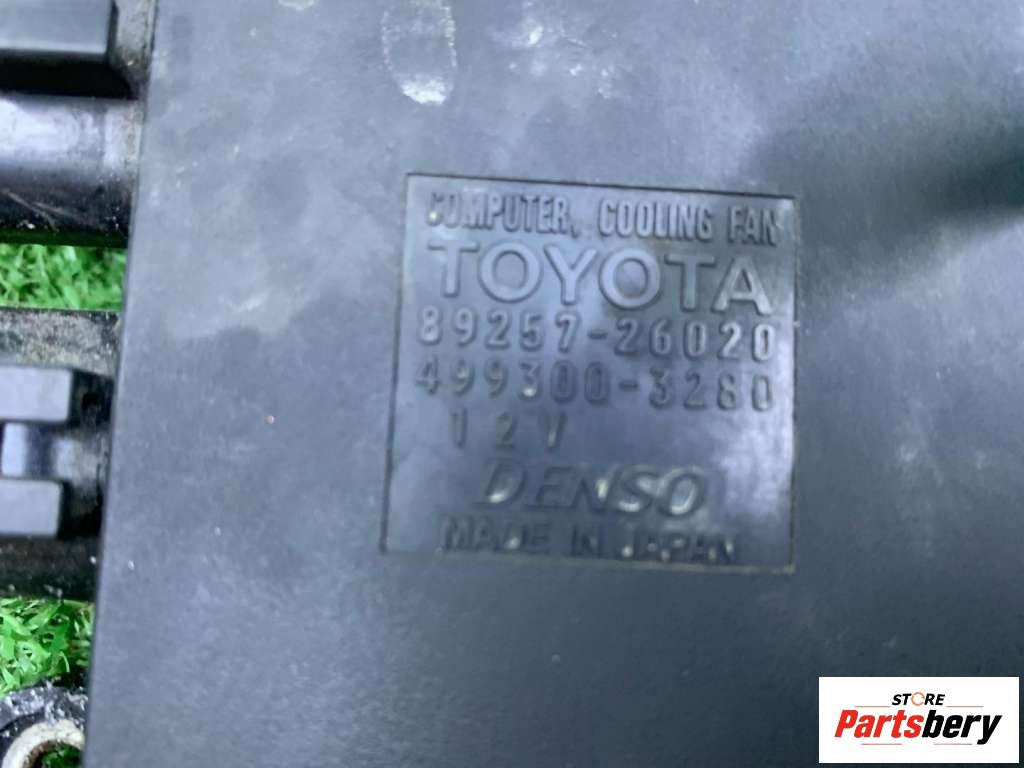 COMPUTER, COOLING FAN
TOYOTA
89257-26020
499300-3280
12V
DENSO
MADE IN JAPAN
STORE
Partsbery